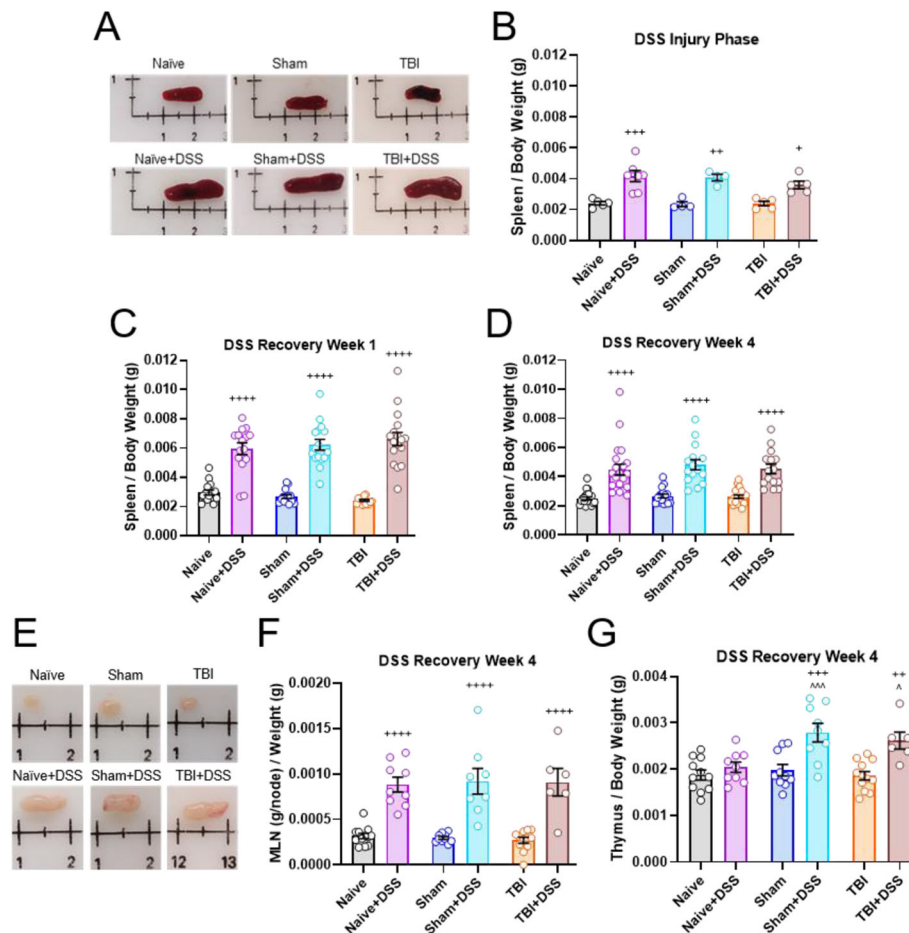 A
Naïve Sham TBI
1 1 1
1 2 1 2 1 2
Naïve+DSS Sham+DSS TBI+DSS
1 1 1
1 2 1 2 1 2
B
DSS Injury Phase
Spleen / Body Weight (g)
0.012
0.010
0.008
0.006
0.004
0.002
0.000
+++ ++ +
Naïve Naïve+DSS Sham Sham+DSS TBI TBI+DSS
C
DSS Recovery Week 1
Spleen / Body Weight (g)
0.012
0.010
0.008
0.006
0.004
0.002
0.000
++++ ++++ ++++
Naive Naive+DSS Sham Sham+DSS TBI TBI+DSS
D
DSS Recovery Week 4
Spleen / Body Weight (g)
0.012
0.010
0.008
0.006
0.004
0.002
0.000
++++ ++++ ++++
Naïve Naive+DSS Sham Sham+DSS TBI TBI+DSS
E
Naïve Sham TBI
1 2 1 2 1 2
Naïve+DSS Sham+DSS TBI+DSS
1 2 1 2 12 13
F
DSS Recovery Week 4
MLN (g/node) / Weight (g)
0.0020
0.0015
0.0010
0.0005
0.0000
++++ ++++ ++++
Naive Naive+DSS Sham Sham+DSS TBI TBI+DSS
G
DSS Recovery Week 4
Thymus / Body Weight (g)
0.004
0.003
0.002
0.001
0.000
+++ ++
^^^ ^
Naive Naive+DSS Sham Sham+DSS TBI TBI+DSS